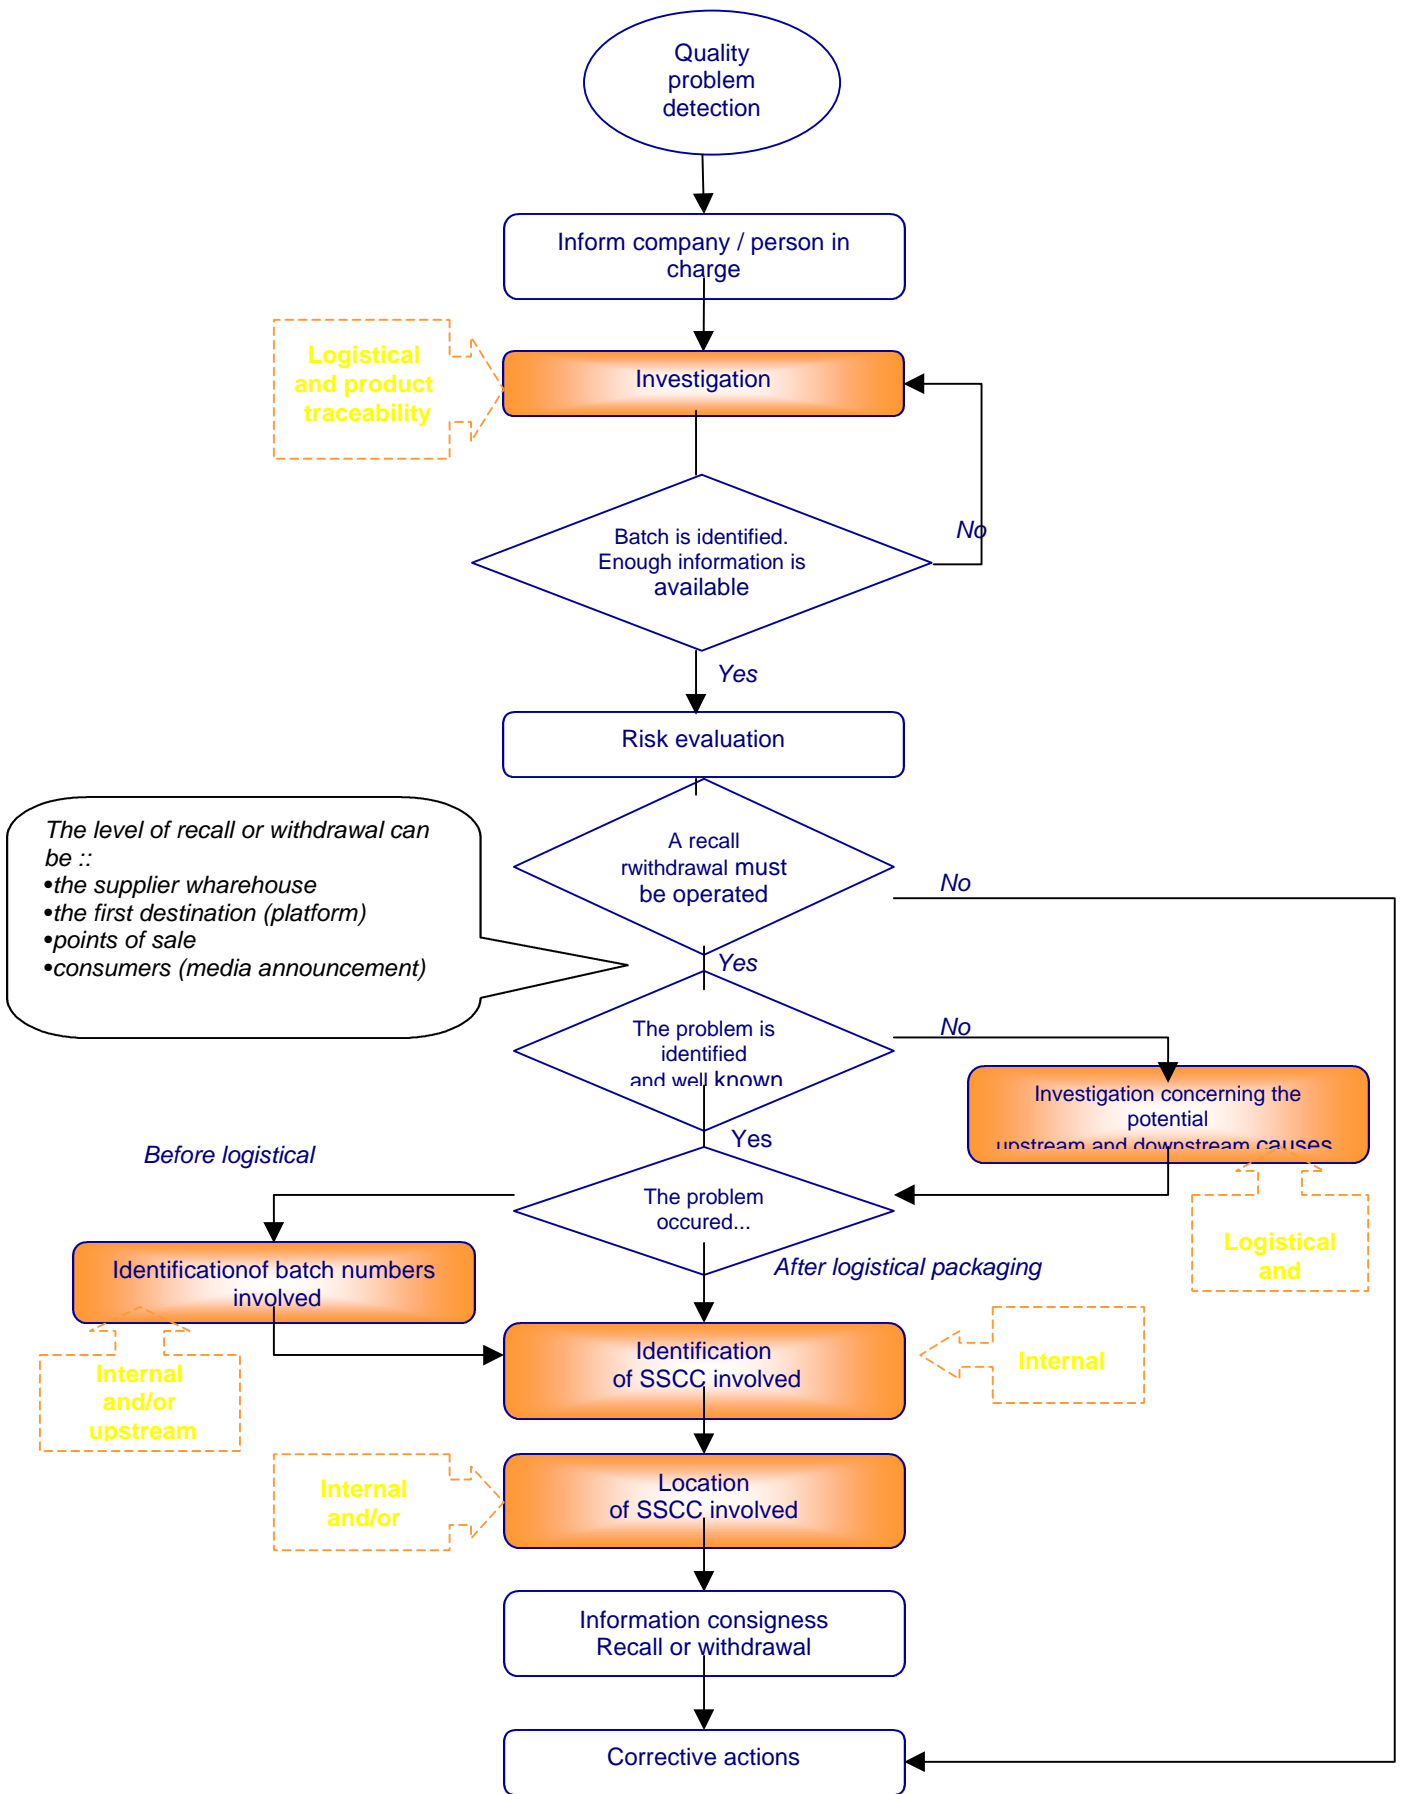 Quality
problem
detection
Inform company / person in
charge
Logistical
and product
traceability
Investigation
Batch is identified.
Enough information is
available
No
Yes
Risk evaluation
The level of recall or withdrawal can
be ::
•the supplier wharehouse
•the first destination (platform)
•points of sale
•consumers (media announcement)
A recall
rwithdrawal must
be operated
No
Yes
The problem is
identified
and well known
No
Investigation concerning the
potential
upstream and downstream causes
Yes
Before logistical
The problem
occured...
Logistical
and
After logistical packaging
Identificationof batch numbers
involved
Internal
and/or
upstream
Identification
of SSCC involved
Internal
Internal
and/or
Location
of SSCC involved
Information consigness
Recall or withdrawal
Corrective actions